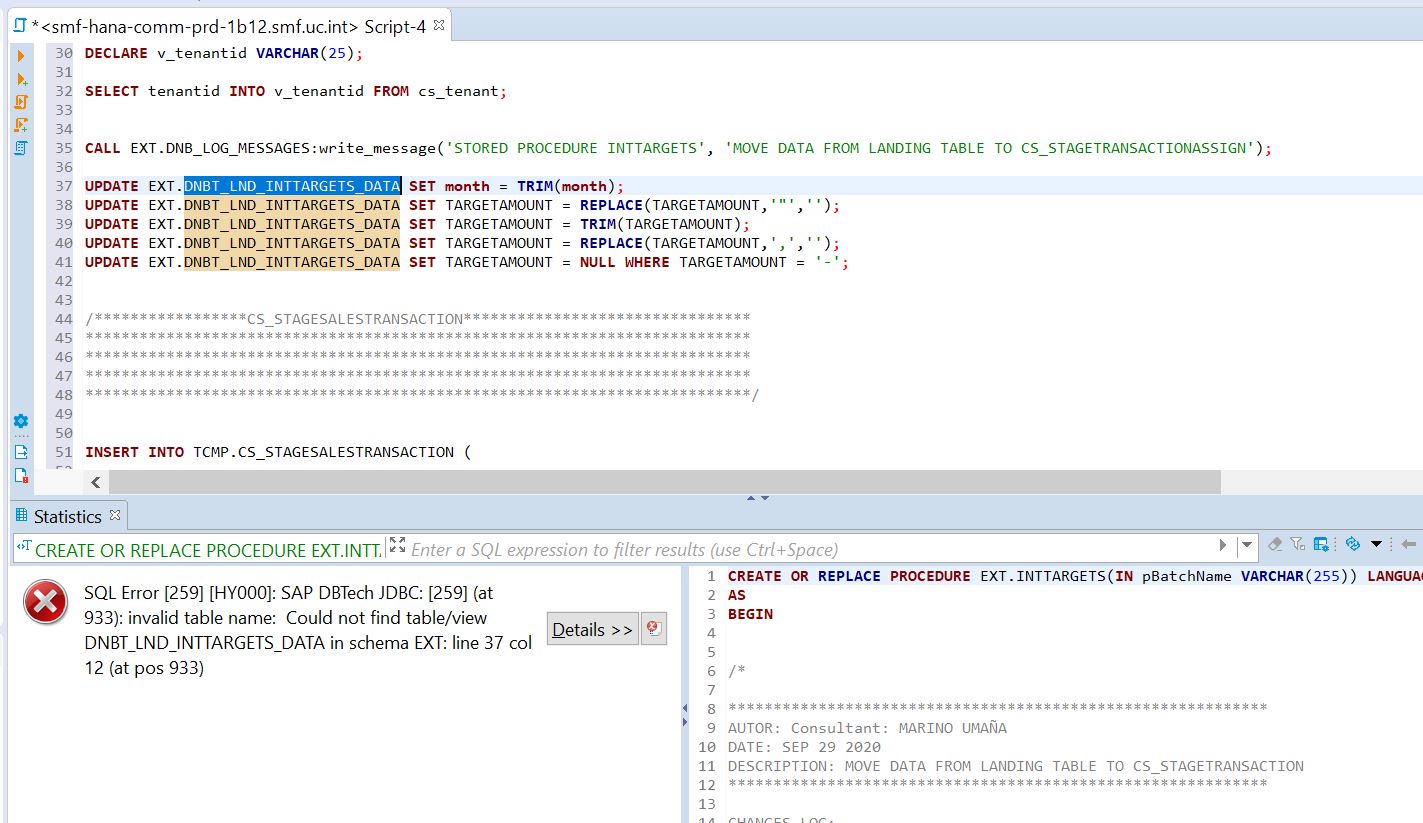 *<smf-hana-comm-prd-1b12.smf.uc.int> Script-4
30 DECLARE v_tenantid VARCHAR(25);
31
32 SELECT tenantid INTO v_tenantid FROM cs_tenant;
33
34
35 CALL EXT.DNB_LOG_MESSAGES:write_message('STORED PROCEDURE INTTARGETS', 'MOVE DATA FROM LANDING TABLE TO CS_STAGETRANSACTIONASSIGN');
36
37 UPDATE EXT.DNBT_LND_INTTARGETS_DATA SET month = TRIM(month);
38 UPDATE EXT.DNBT_LND_INTTARGETS_DATA SET TARGETAMOUNT = REPLACE(TARGETAMOUNT,'"','');
39 UPDATE EXT.DNBT_LND_INTTARGETS_DATA SET TARGETAMOUNT = TRIM(TARGETAMOUNT);
40 UPDATE EXT.DNBT_LND_INTTARGETS_DATA SET TARGETAMOUNT = REPLACE(TARGETAMOUNT,',','');
41 UPDATE EXT.DNBT_LND_INTTARGETS_DATA SET TARGETAMOUNT = NULL WHERE TARGETAMOUNT = '-';
42
43
44 /*****************CS_STAGESALESTRANSACTION********************************
45 **************************************************************************
46 **************************************************************************
47 **************************************************************************
48 **************************************************************************/
49
50
51 INSERT INTO TCMP.CS_STAGESALESTRANSACTION (
Statistics
CREATE OR REPLACE PROCEDURE EXT.INTT
Enter a SQL expression to filter results (use Ctrl+Space)
SQL Error [259] [HY000]: SAP DBTech JDBC: [259] (at
933): invalid table name:  Could not find table/view
DNBT_LND_INTTARGETS_DATA in schema EXT: line 37 col
12 (at pos 933)
Details >>
1 CREATE OR REPLACE PROCEDURE EXT.INTTARGETS(IN pBatchName VARCHAR(255)) LANGUA
2 AS
3 BEGIN
4
5
6 /*
7
8 ************************************************************
9 AUTOR: Consultant: MARINO UMAÑA
10 DATE: SEP 29 2020
11 DESCRIPTION: MOVE DATA FROM LANDING TABLE TO CS_STAGETRANSACTION
12 ************************************************************
13
14 CHANGES LOG: